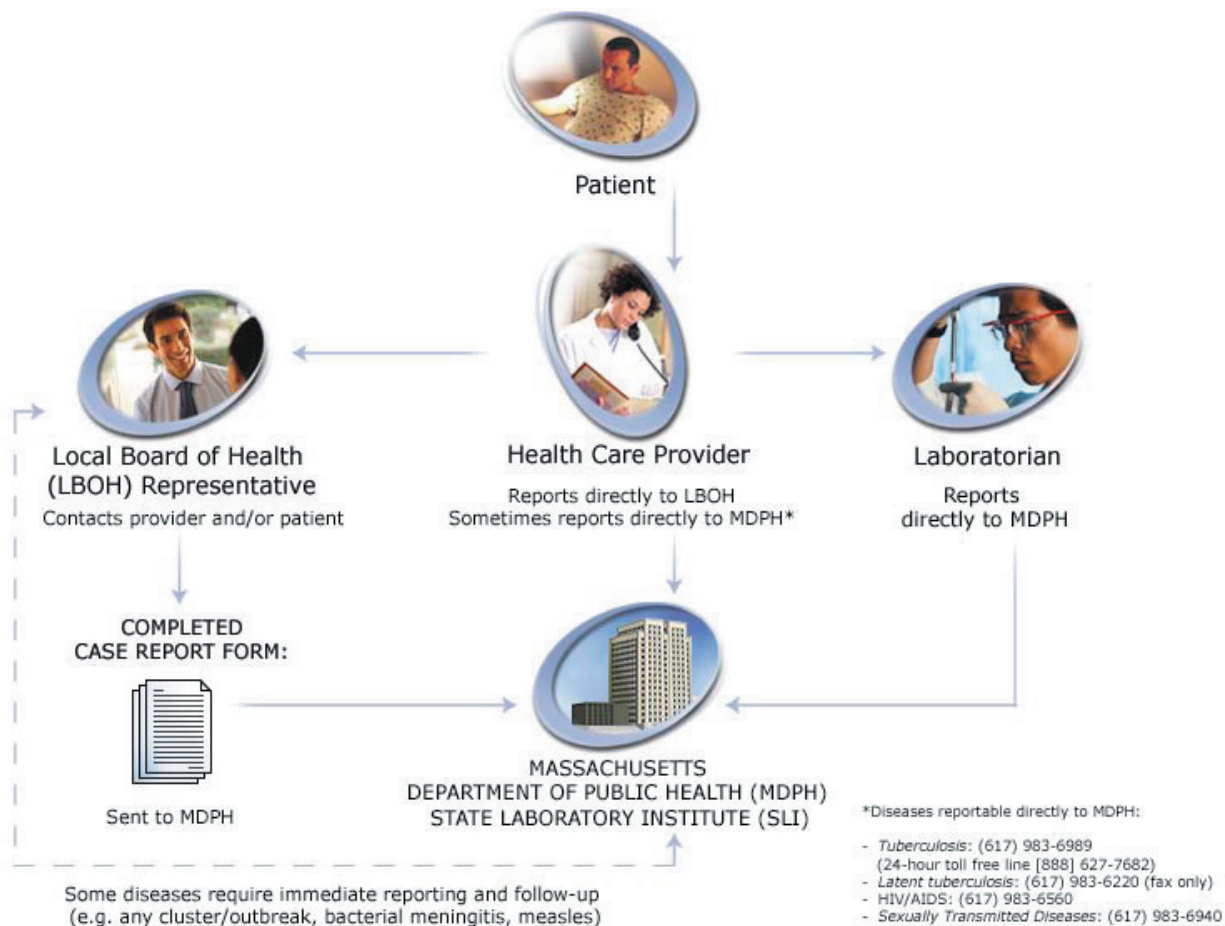 Patient
Local Board of Health
(LBOH) Representative
Contacts provider and/or patient
Health Care Provider
Reports directly to LBOH
Sometimes reports directly to MDPH*
Laboratorian
Reports
directly to MDPH
COMPLETED
CASE REPORT FORM:
Sent to MDPH
MASSACHUSETTS
DEPARTMENT OF PUBLIC HEALTH (MDPH)
STATE LABORATORY INSTITUTE (SLI)
Some diseases require immediate reporting and follow-up
(e.g. any cluster/outbreak, bacterial meningitis, measles)
*Diseases reportable directly to MDPH:
- Tuberculosis: (617) 983-6989
(24-hour toll free line [888] 627-7682)
- Latent tuberculosis: (617) 983-6220 (fax only)
- HIV/AIDS: (617) 983-6560
- Sexually Transmitted Diseases: (617) 983-6940